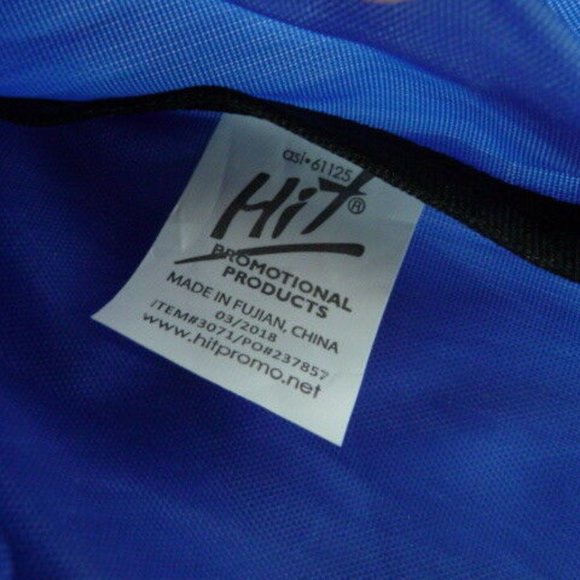 asi•61125
Hit®
PROMOTIONAL
PRODUCTS
MADE IN FUJIAN, CHINA
03/2018
ITEM#3071/PO#237857
www.hitpromo.net